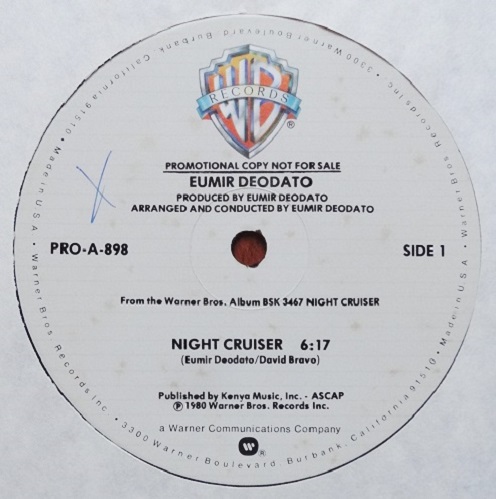 WB
RECORDS
®
PROMOTIONAL COPY NOT FOR SALE
EUMIR DEODATO
PRODUCED BY EUMIR DEODATO
ARRANGED AND CONDUCTED BY EUMIR DEODATO
PRO-A-898
SIDE 1
From the Warner Bros. Album BSK 3467 NIGHT CRUISER
NIGHT CRUISER 6:17
(Eumir Deodato/David Bravo)
Published by Kenya Music, Inc. - ASCAP
℗ 1980 Warner Bros. Records Inc.
a Warner Communications Company
®
Warner Bros. Records Inc. • 3300 Warner Boulevard, Burbank, California 91510 • Made in U.S.A. • Warner Bros. Records Inc. • 3300 Warner Boulevard, Burbank, California 91510 • Made in U.S.A. •